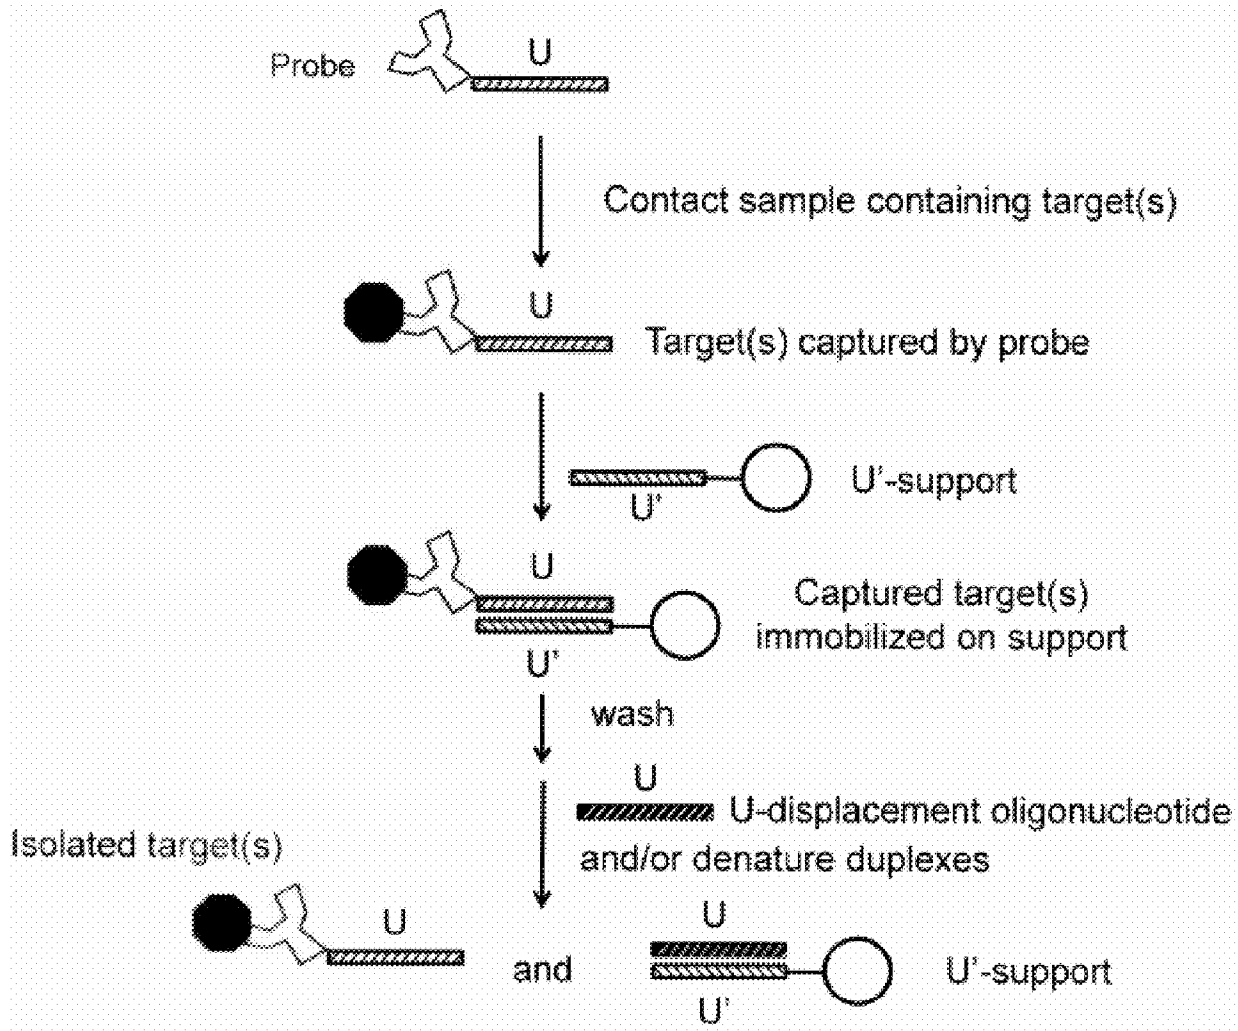 U
Probe
Contact sample containing target(s)
U
Target(s) captured by probe
U'-support
U'
U
Captured target(s)
immobilized on support
U'
wash
U
U-displacement oligonucleotide
Isolated target(s)
and/or denature duplexes
U
U
and
U'-support
U'